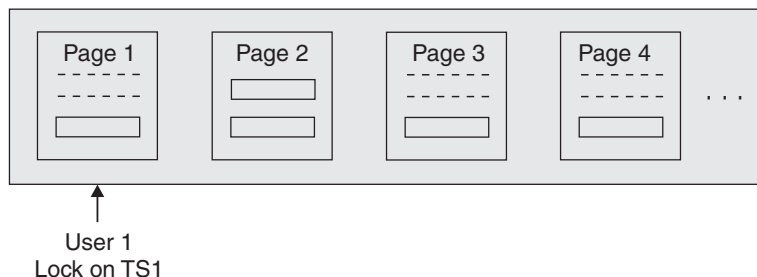 Page 1
Page 2
Page 3
Page 4
. . .
User 1
Lock on TS1